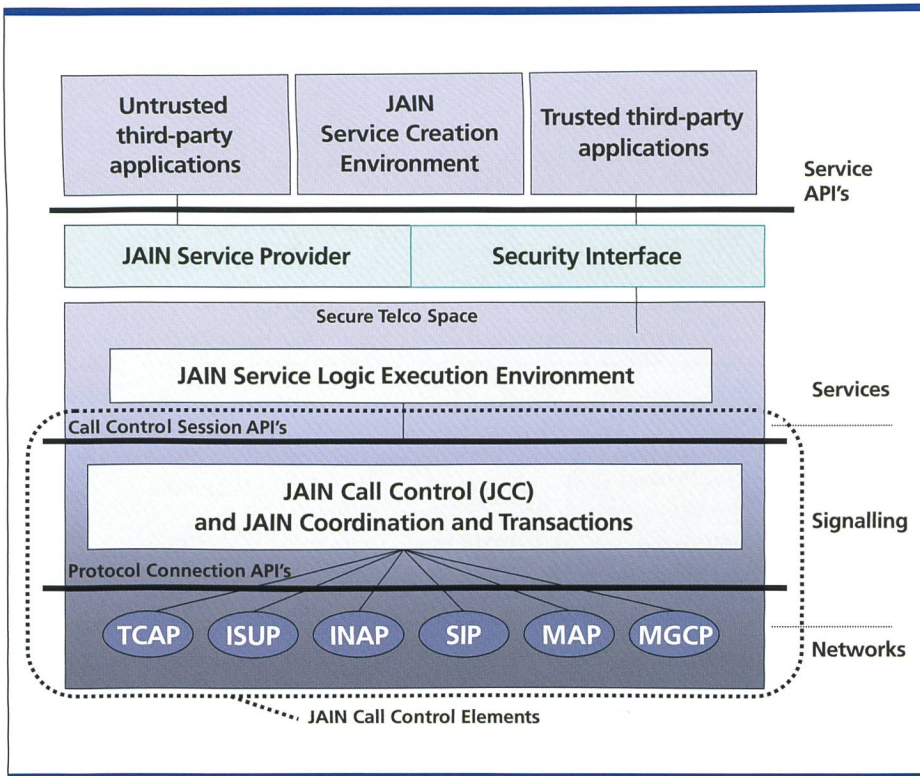 Untrusted
third-party
applications
JAIN
Service Creation
Environment
Trusted third-party
applications
Service
API's
JAIN Service Provider
Security Interface
Secure Telco Space
JAIN Service Logic Execution Environment
Services
Call Control Session API's
JAIN Call Control (JCC)
and JAIN Coordination and Transactions
Signalling
Protocol Connection API's
TCAP
ISUP
INAP
SIP
MAP
MGCP
Networks
JAIN Call Control Elements